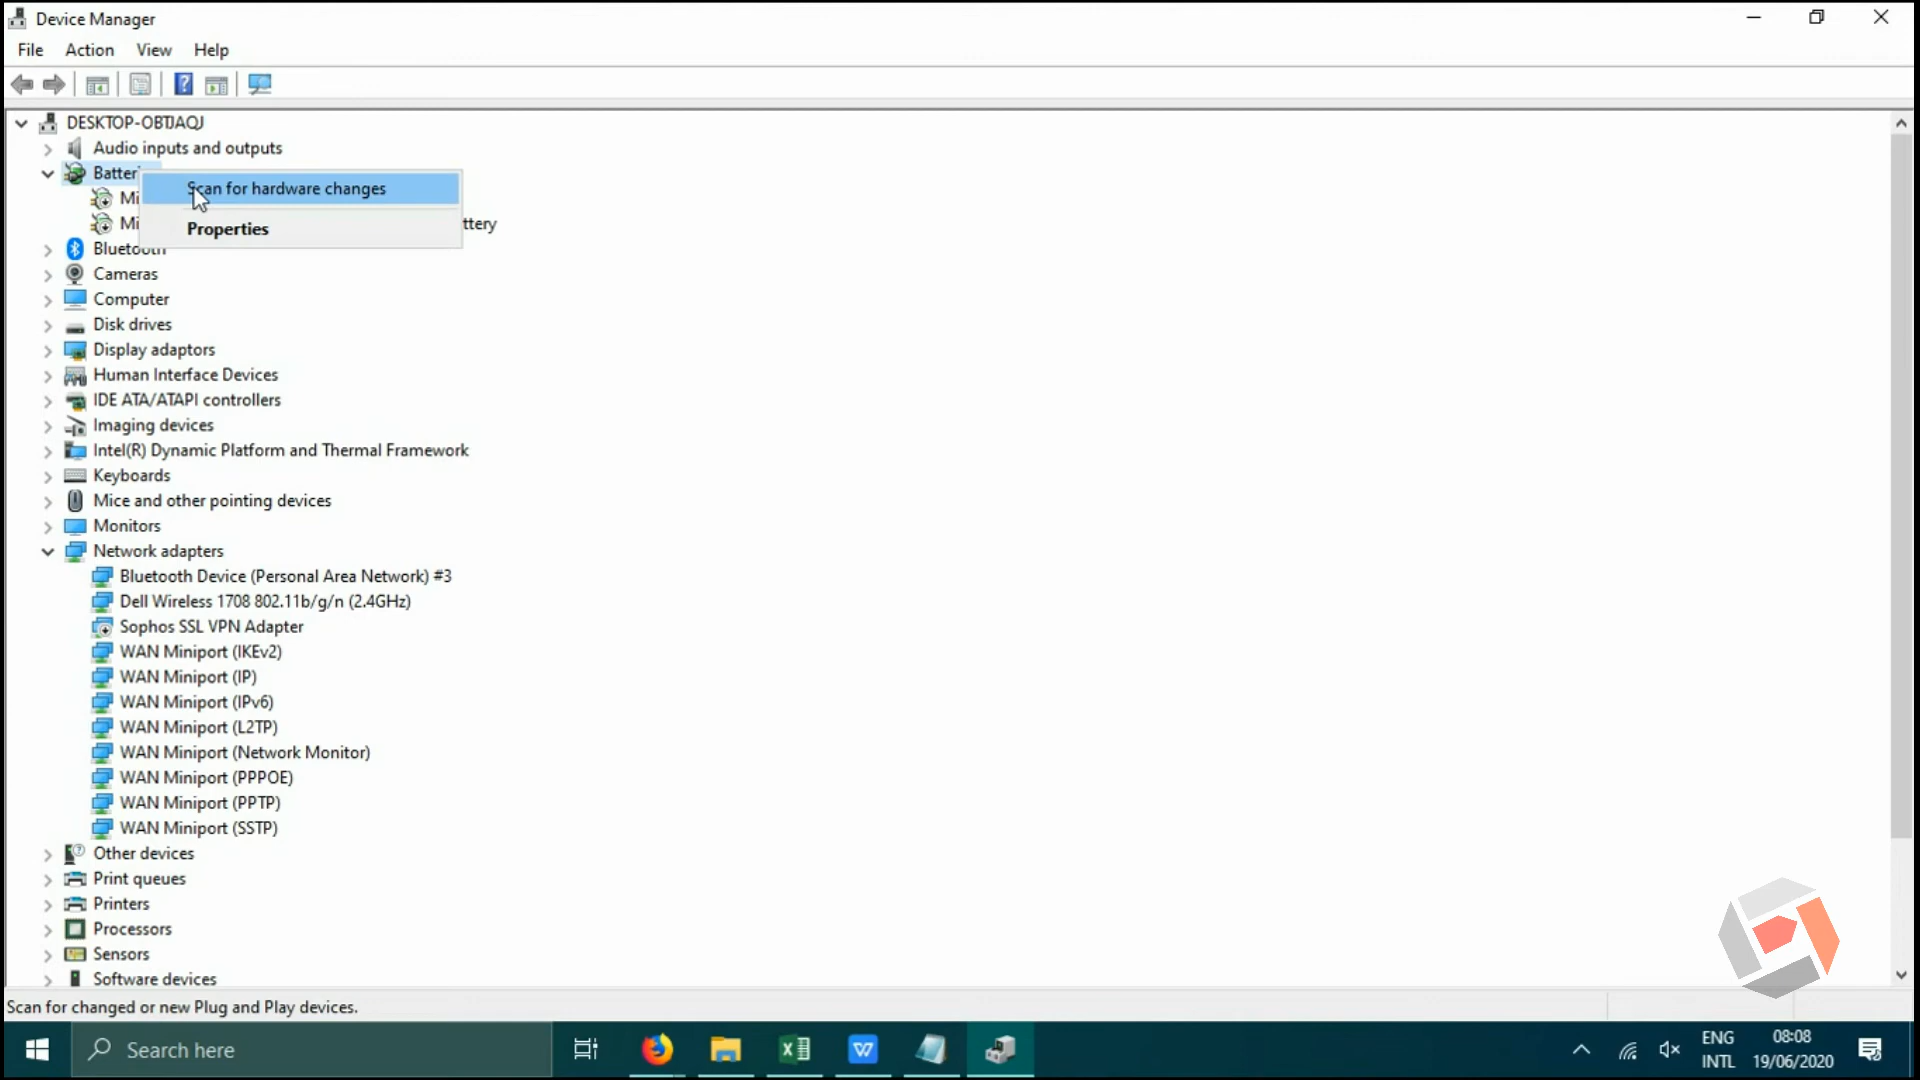 Device Manager
File Action View Help
DESKTOP-OBTJAQJ
Audio inputs and outputs
Scan for hardware changes
Properties
Cameras
Computer
Disk drives
Display adaptors
Human Interface Devices
IDE ATA/ATAPI controllers
Imaging devices
Intel(R) Dynamic Platform and Thermal Framework
Keyboards
Mice and other pointing devices
Monitors
Network adapters
Bluetooth Device (Personal Area Network) #3
Dell Wireless 1708 802.11b/g/n (2.4GHz)
Sophos SSL VPN Adapter
WAN Miniport (IKEv2)
WAN Miniport (IP)
WAN Miniport (IPv6)
WAN Miniport (L2TP)
WAN Miniport (Network Monitor)
WAN Miniport (PPPOE)
WAN Miniport (PPTP)
WAN Miniport (SSTP)
Other devices
Print queues
Printers
Processors
Sensors
Software devices
Scan for changed or new Plug and Play devices.
Search here
ENG
INTL
08:08
19/06/2020